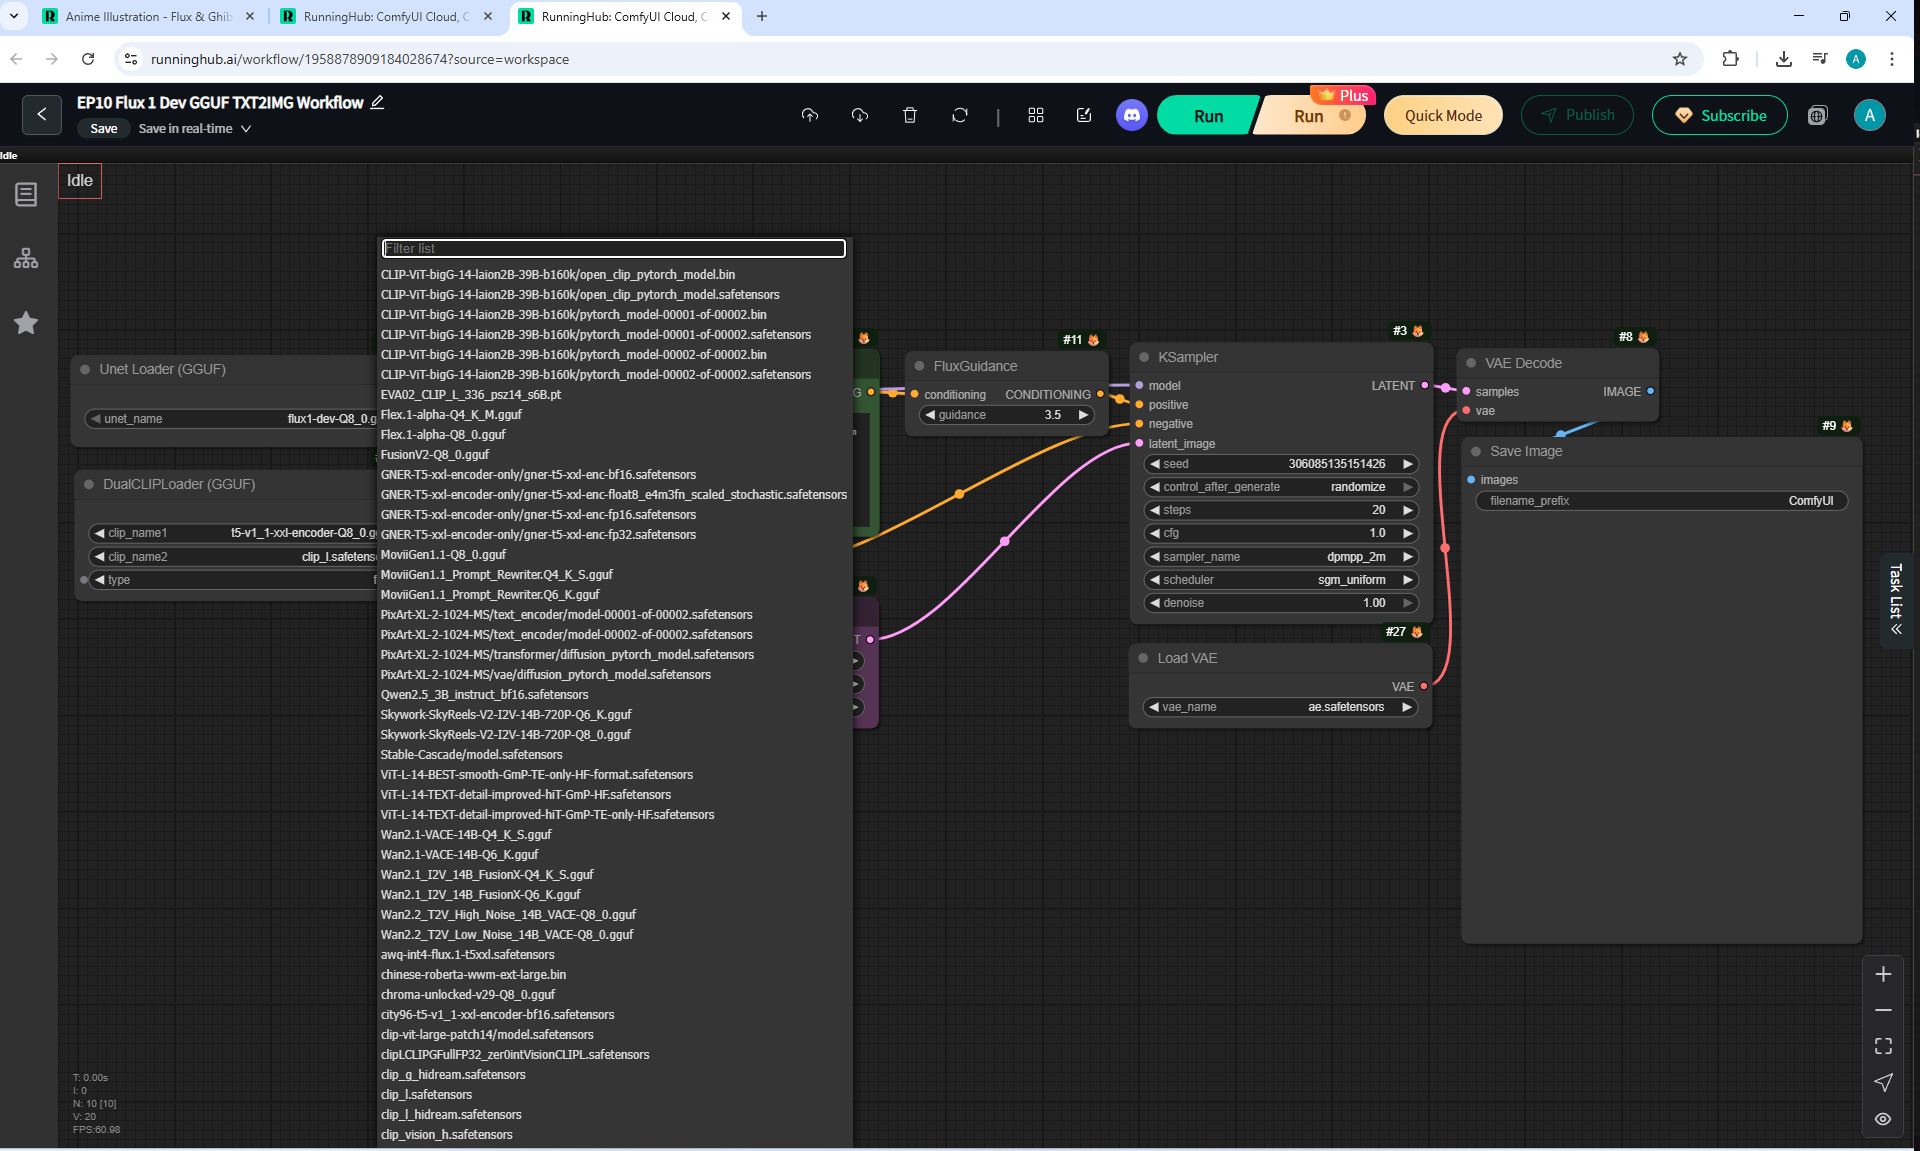 Anime Illustration - Flux & Ghib
RunningHub: ComfyUI Cloud, C
RunningHub: ComfyUI Cloud, C
runninghub.ai/workflow/1958878909184028674?source=workspace
A
EP10 Flux 1 Dev GGUF TXT2IMG Workflow
Save
Save in real-time
Run
Run
Plus
Quick Mode
Publish
Subscribe
A
Idle
Idle
Filter list
CLIP-ViT-bigG-14-laion2B-39B-b160k/open_clip_pytorch_model.bin
CLIP-ViT-bigG-14-laion2B-39B-b160k/open_clip_pytorch_model.safetensors
CLIP-ViT-bigG-14-laion2B-39B-b160k/pytorch_model-00001-of-00002.bin
CLIP-ViT-bigG-14-laion2B-39B-b160k/pytorch_model-00001-of-00002.safetensors
CLIP-ViT-bigG-14-laion2B-39B-b160k/pytorch_model-00002-of-00002.bin
CLIP-ViT-bigG-14-laion2B-39B-b160k/pytorch_model-00002-of-00002.safetensors
EVA02_CLIP_L_336_psz14_s6B.pt
Flex.1-alpha-Q4_K_M.gguf
Flex.1-alpha-Q8_0.gguf
FusionV2-Q8_0.gguf
GNER-T5-xxl-encoder-only/gner-t5-xxl-enc-bf16.safetensors
GNER-T5-xxl-encoder-only/gner-t5-xxl-enc-float8_e4m3fn_scaled_stochastic.safetensors
GNER-T5-xxl-encoder-only/gner-t5-xxl-enc-fp16.safetensors
GNER-T5-xxl-encoder-only/gner-t5-xxl-enc-fp32.safetensors
MoviiGen1.1-Q8_0.gguf
MoviiGen1.1_Prompt_Rewriter.Q4_K_S.gguf
MoviiGen1.1_Prompt_Rewriter.Q6_K.gguf
PixArt-XL-2-1024-MS/text_encoder/model-00001-of-00002.safetensors
PixArt-XL-2-1024-MS/text_encoder/model-00002-of-00002.safetensors
PixArt-XL-2-1024-MS/transformer/diffusion_pytorch_model.safetensors
PixArt-XL-2-1024-MS/vae/diffusion_pytorch_model.safetensors
Qwen2.5_3B_instruct_bf16.safetensors
Skywork-SkyReels-V2-I2V-14B-720P-Q6_K.gguf
Skywork-SkyReels-V2-I2V-14B-720P-Q8_0.gguf
Stable-Cascade/model.safetensors
ViT-L-14-BEST-smooth-GmP-TE-only-HF-format.safetensors
ViT-L-14-TEXT-detail-improved-hiT-GmP-HF.safetensors
ViT-L-14-TEXT-detail-improved-hiT-GmP-TE-only-HF.safetensors
Wan2.1-VACE-14B-Q4_K_S.gguf
Wan2.1-VACE-14B-Q6_K.gguf
Wan2.1_I2V_14B_FusionX-Q4_K_S.gguf
Wan2.1_I2V_14B_FusionX-Q6_K.gguf
Wan2.2_T2V_High_Noise_14B_VACE-Q8_0.gguf
Wan2.2_T2V_Low_Noise_14B_VACE-Q8_0.gguf
awq-int4-flux.1-t5xxl.safetensors
chinese-roberta-wwm-ext-large.bin
chroma-unlocked-v29-Q8_0.gguf
city96-t5-v1_1-xxl-encoder-bf16.safetensors
clip-vit-large-patch14/model.safetensors
clipLCLIPGFullFP32_zer0intVisionCLIPL.safetensors
clip_g_hidream.safetensors
clip_l.safetensors
clip_l_hidream.safetensors
clip_vision_h.safetensors
Unet Loader (GGUF)
unet_name flux1-dev-Q8_0.g
DualCLIPLoader (GGUF)
clip_name1 t5-v1_1-xxl-encoder-Q8_0.g
clip_name2 clip_l.safetens
type f
G
T
#11
FluxGuidance
conditioning CONDITIONING
guidance 3.5
#3
KSampler
model LATENT
positive
negative
latent_image
seed 306085135151426
control_after_generate randomize
steps 20
cfg 1.0
sampler_name dpmpp_2m
scheduler sgm_uniform
denoise 1.00
#27
Load VAE
VAE
vae_name ae.safetensors
#8
VAE Decode
samples IMAGE
vae
#9
Save Image
images
filename_prefix ComfyUI
Task List
T: 0.00s
I: 0
N: 10 [10]
V: 20
FPS:60.98